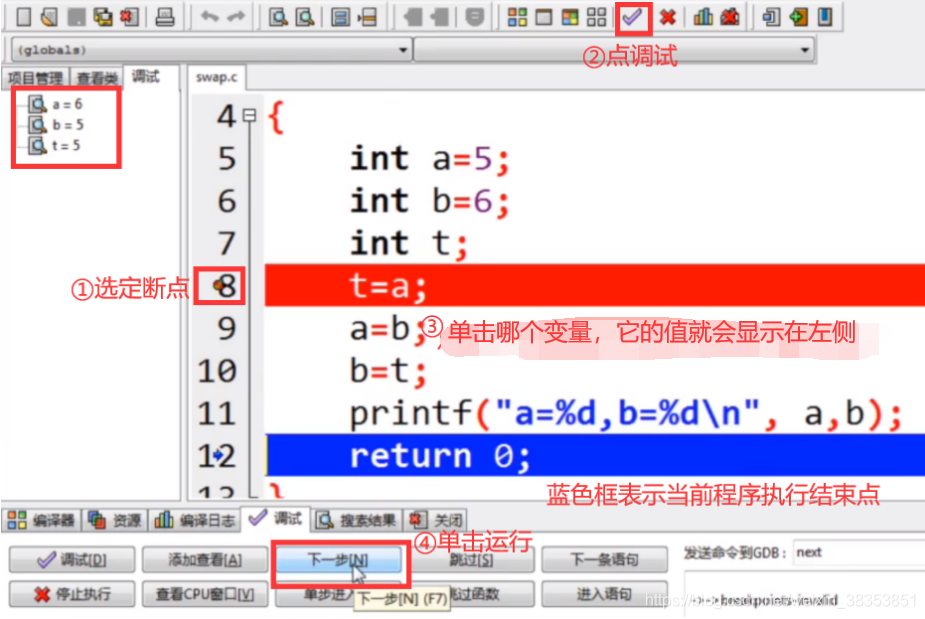 ②点调试
(globals)
项目管理 查看类 调试 swap.c
a = 6
b = 5
t = 5
4 {
5 int a=5;
6 int b=6;
7 int t;
①选定断点 8 t=a;
9 a=b; ③ 单击哪个变量，它的值就会显示在左侧
10 b=t;
11 printf("a=%d,b=%d\n", a,b);
12 return 0;
13 }
蓝色框表示当前程序执行结束点
编译器 资源 编译日志 调试 搜索结果 关闭
④单击运行
调试[D] 添加查看[A] 下一步[N] 跳过[S] 下一条语句 发送命令到GDB： next
停止执行 查看CPU窗口[V] 单步进入 下一步[N] (F7) 跳过函数 进入语句
->->breakpoints-invalid